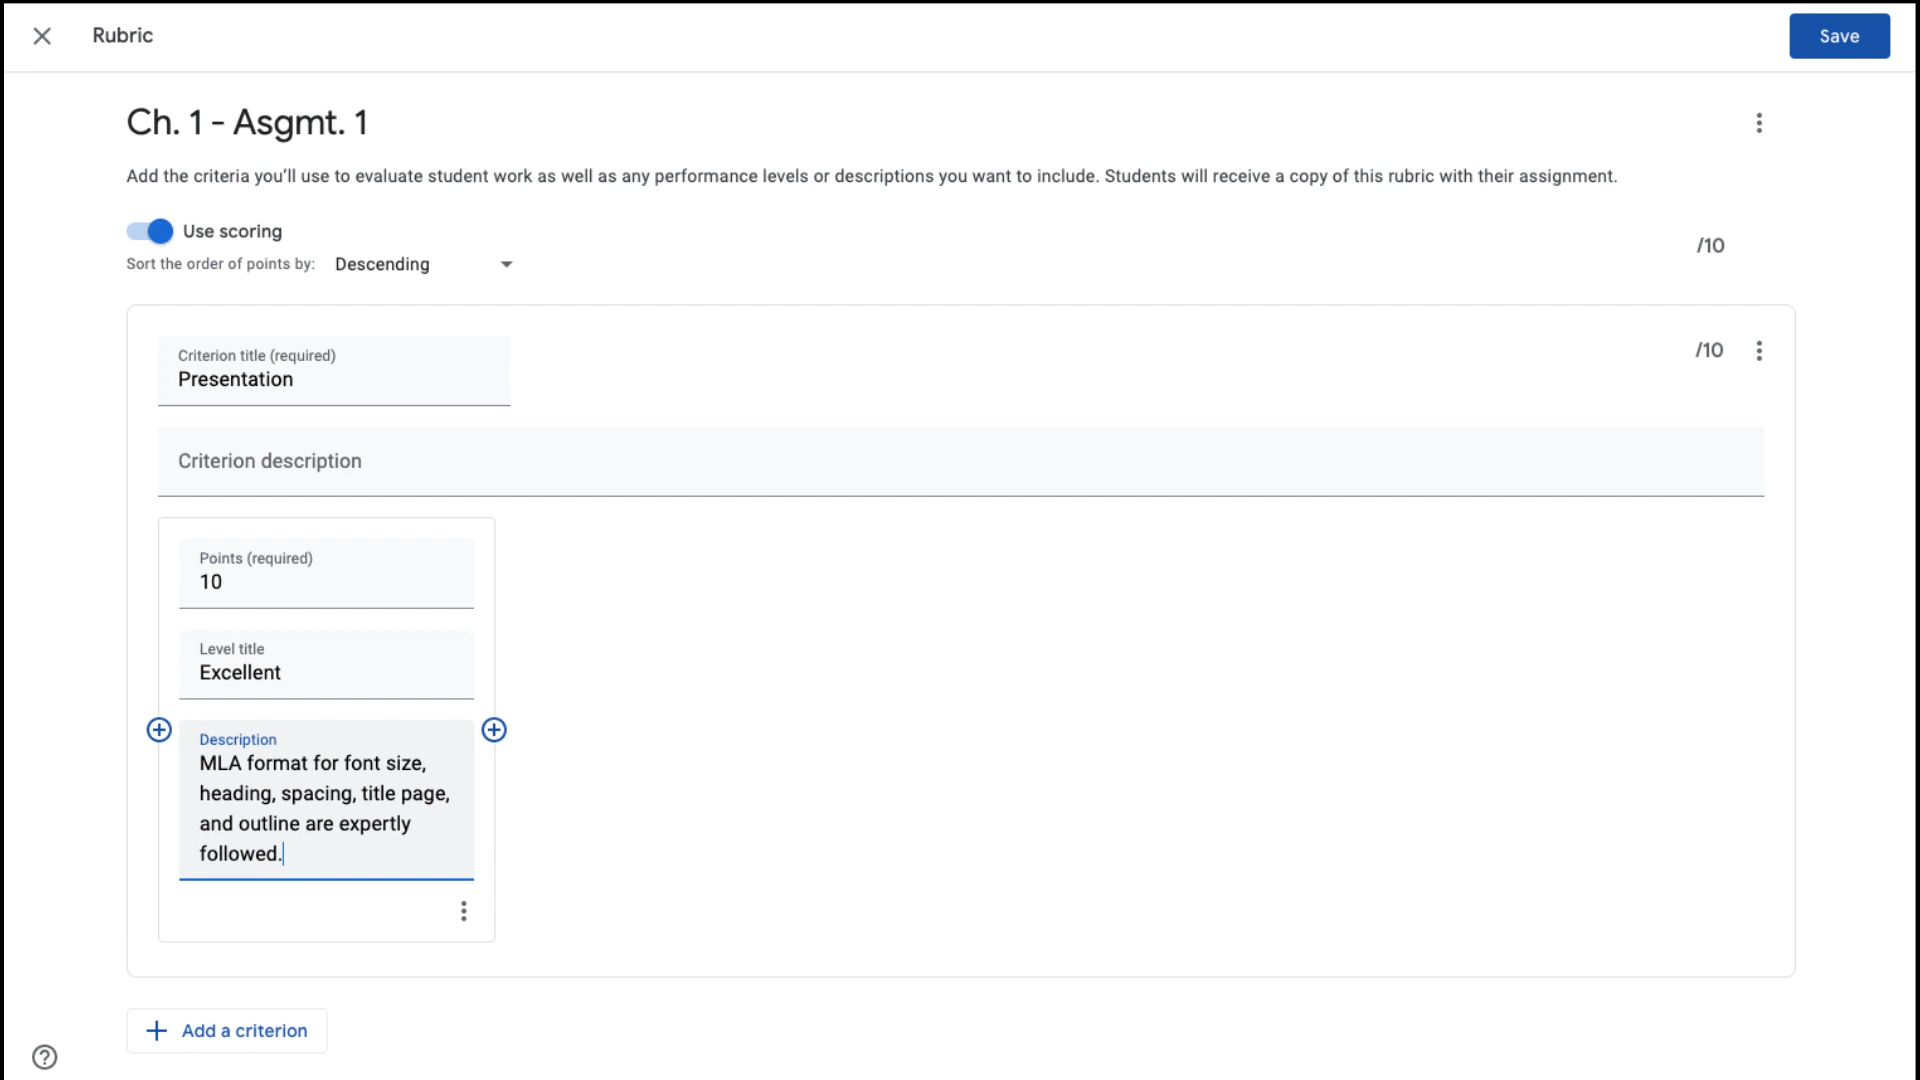 Rubric
Save
Ch. 1 - Asgmt. 1
Add the criteria you’ll use to evaluate student work as well as any performance levels or descriptions you want to include. Students will receive a copy of this rubric with their assignment.
Use scoring
/10
Sort the order of points by: Descending
Criterion title (required)
/10
Presentation
Criterion description
Points (required)
10
Level title
Excellent
Description
MLA format for font size,
heading, spacing, title page,
and outline are expertly
followed.
Add a criterion